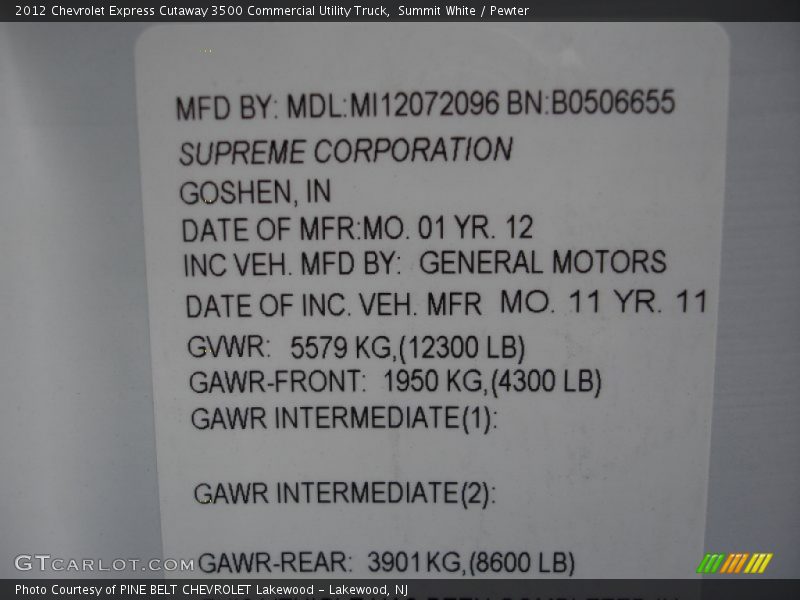 2012 Chevrolet Express Cutaway 3500 Commercial Utility Truck,  Summit White / Pewter
MFD BY: MDL:MI12072096 BN:B0506655
SUPREME CORPORATION
GOSHEN, IN
DATE OF MFR:MO. 01 YR. 12
INC VEH. MFD BY: GENERAL MOTORS
DATE OF INC. VEH. MFR MO. 11 YR. 11
GVWR: 5579 KG,(12300 LB)
GAWR-FRONT: 1950 KG,(4300 LB)
GAWR INTERMEDIATE(1):
GAWR INTERMEDIATE(2):
GAWR-REAR: 3901 KG,(8600 LB)
GTCARLOT.COM
Photo Courtesy of PINE BELT CHEVROLET Lakewood – Lakewood, NJ